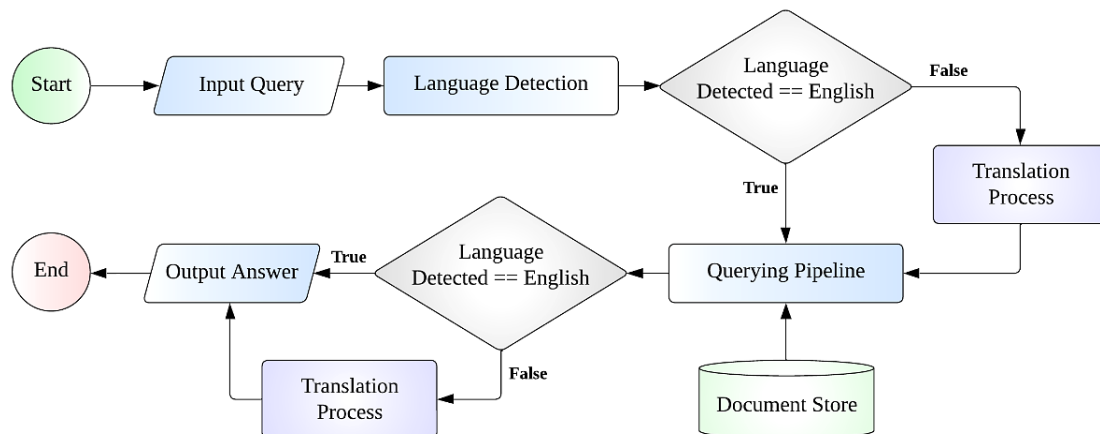 Start
Input Query
Language Detection
Language
Detected == English
False
Translation
Process
True
Querying Pipeline
Document Store
Language
Detected == English
True
Output Answer
End
False
Translation
Process